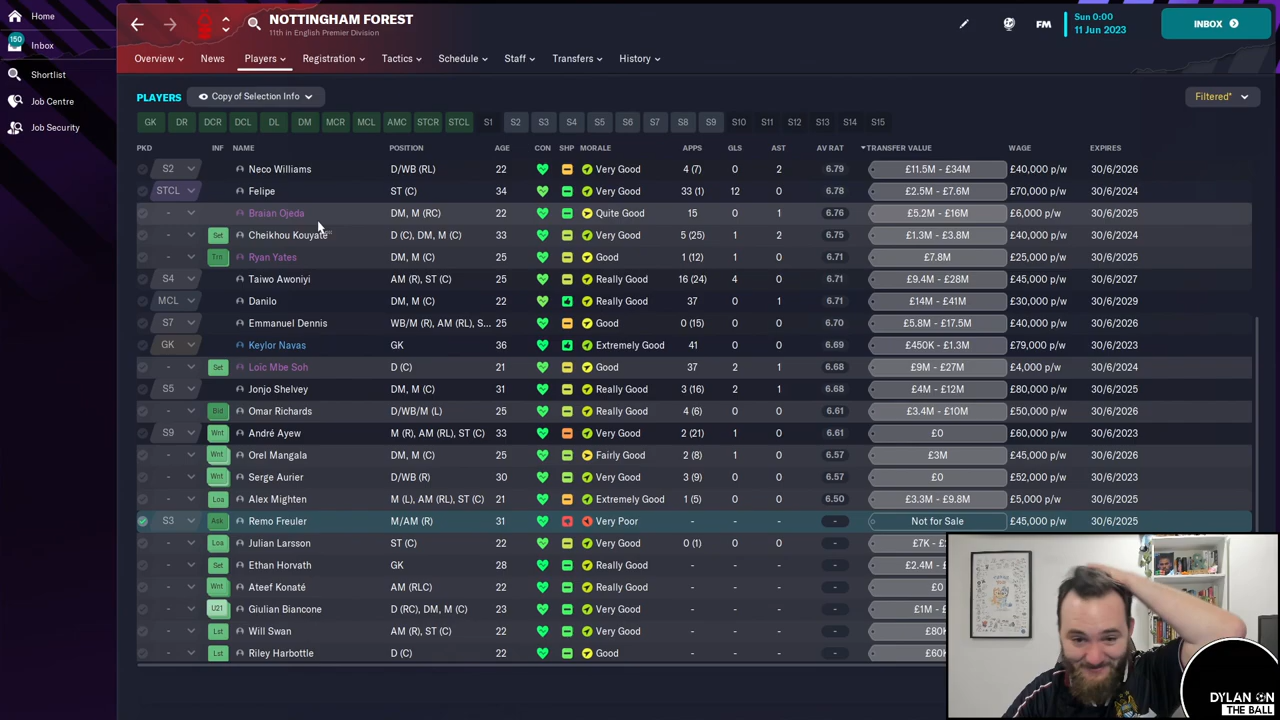 Home
150
Inbox
Shortlist
Job Centre
Job Security
NOTTINGHAM FOREST
11th in English Premier Division
FM
Sun 0:00
11 Jun 2023
INBOX
Overview News Players Registration Tactics Schedule Staff Transfers History
PLAYERS Copy of Selection Info Filtered*
GK DR DCR DCL DL DM MCR MCL AMC STCR STCL S1 S2 S3 S4 S5 S6 S7 S8 S9 S10 S11 S12 S13 S14 S15
PKD INF NAME POSITION AGE CON SHP MORALE APPS GLS AST AV RAT TRANSFER VALUE WAGE EXPIRES
S2 Neco Williams D/WB (RL) 22 Very Good 4 (7) 0 2 6.79 £11.5M - £34M £40,000 p/w 30/6/2026
STCL Felipe ST (C) 34 Very Good 33 (1) 12 0 6.78 £2.5M - £7.6M £70,000 p/w 30/6/2024
- Braian Ojeda DM, M (RC) 22 Quite Good 15 0 1 6.76 £5.2M - £16M £6,000 p/w 30/6/2025
- Set Cheikhou Kouyaté D (C), DM, M (C) 33 Very Good 5 (25) 1 2 6.75 £1.3M - £3.8M £40,000 p/w 30/6/2024
- Trn Ryan Yates DM, M (C) 25 Good 1 (12) 1 0 6.71 £7.8M £20,000 p/w 30/6/2025
S4 Taiwo Awoniyi AM (R), ST (C) 25 Really Good 16 (24) 4 0 6.71 £9.4M - £28M £45,000 p/w 30/6/2027
MCL Danilo DM, M (C) 22 Really Good 37 0 1 6.71 £14M - £41M £30,000 p/w 30/6/2029
S7 Emmanuel Dennis WB/M (R), AM (RL), S... 25 Good 0 (15) 0 0 6.70 £5.8M - £17.5M £40,000 p/w 30/6/2026
GK Keylor Navas GK 36 Extremely Good 41 0 0 6.69 £450K - £1.3M £79,000 p/w 30/6/2024
- Set Loïc Mbe Soh D (C) 21 Good 37 2 1 6.68 £9M - £27M £4,000 p/w 30/6/2024
S5 Jonjo Shelvey DM, M (C) 31 Really Good 3 (16) 2 1 6.68 £4M - £12M £80,000 p/w 30/6/2025
- Bid Omar Richards D/WB/M (L) 25 Really Good 4 (6) 0 0 6.61 £3.4M - £10M £50,000 p/w 30/6/2026
S9 Wnt André Ayew M (R), AM (RL), ST (C) 33 Very Good 2 (21) 1 0 6.61 £0 £60,000 p/w 30/6/2023
- Wnt Orel Mangala DM, M (C) 25 Fairly Good 2 (8) 1 0 6.57 £3M £50,000 p/w 30/6/2025
- Wnt Serge Aurier D/WB (R) 30 Very Good 3 (9) 0 0 6.57 £0 £52,000 p/w 30/6/2023
- Loa Alex Mighten M (L), AM (RL), ST (C) 21 Extremely Good 1 (5) 0 0 6.50 £3.3M - £9.8M £5,000 p/w 30/6/2025
S3 Ask Remo Freuler M/AM (R) 31 Very Poor - - - - Not for Sale £45,000 p/w 30/6/2025
- Loa Julian Larsson ST (C) 22 Very Good 0 (1) 0 0 - £7K -
- Set Ethan Horvath GK 28 Really Good - - - - £2.4M -
- Wnt Ateef Konaté AM (RLC) 22 Really Good - - - - £0
- U21 Giulian Biancone D (RC), DM, M (C) 23 Very Good - - - - £1M -
- Lst Will Swan AM (R), ST (C) 22 Very Good - - - - £80K
- Lst Riley Harbottle D (C) 22 Good - - - - £60K
DYLAN ON
THE BALL